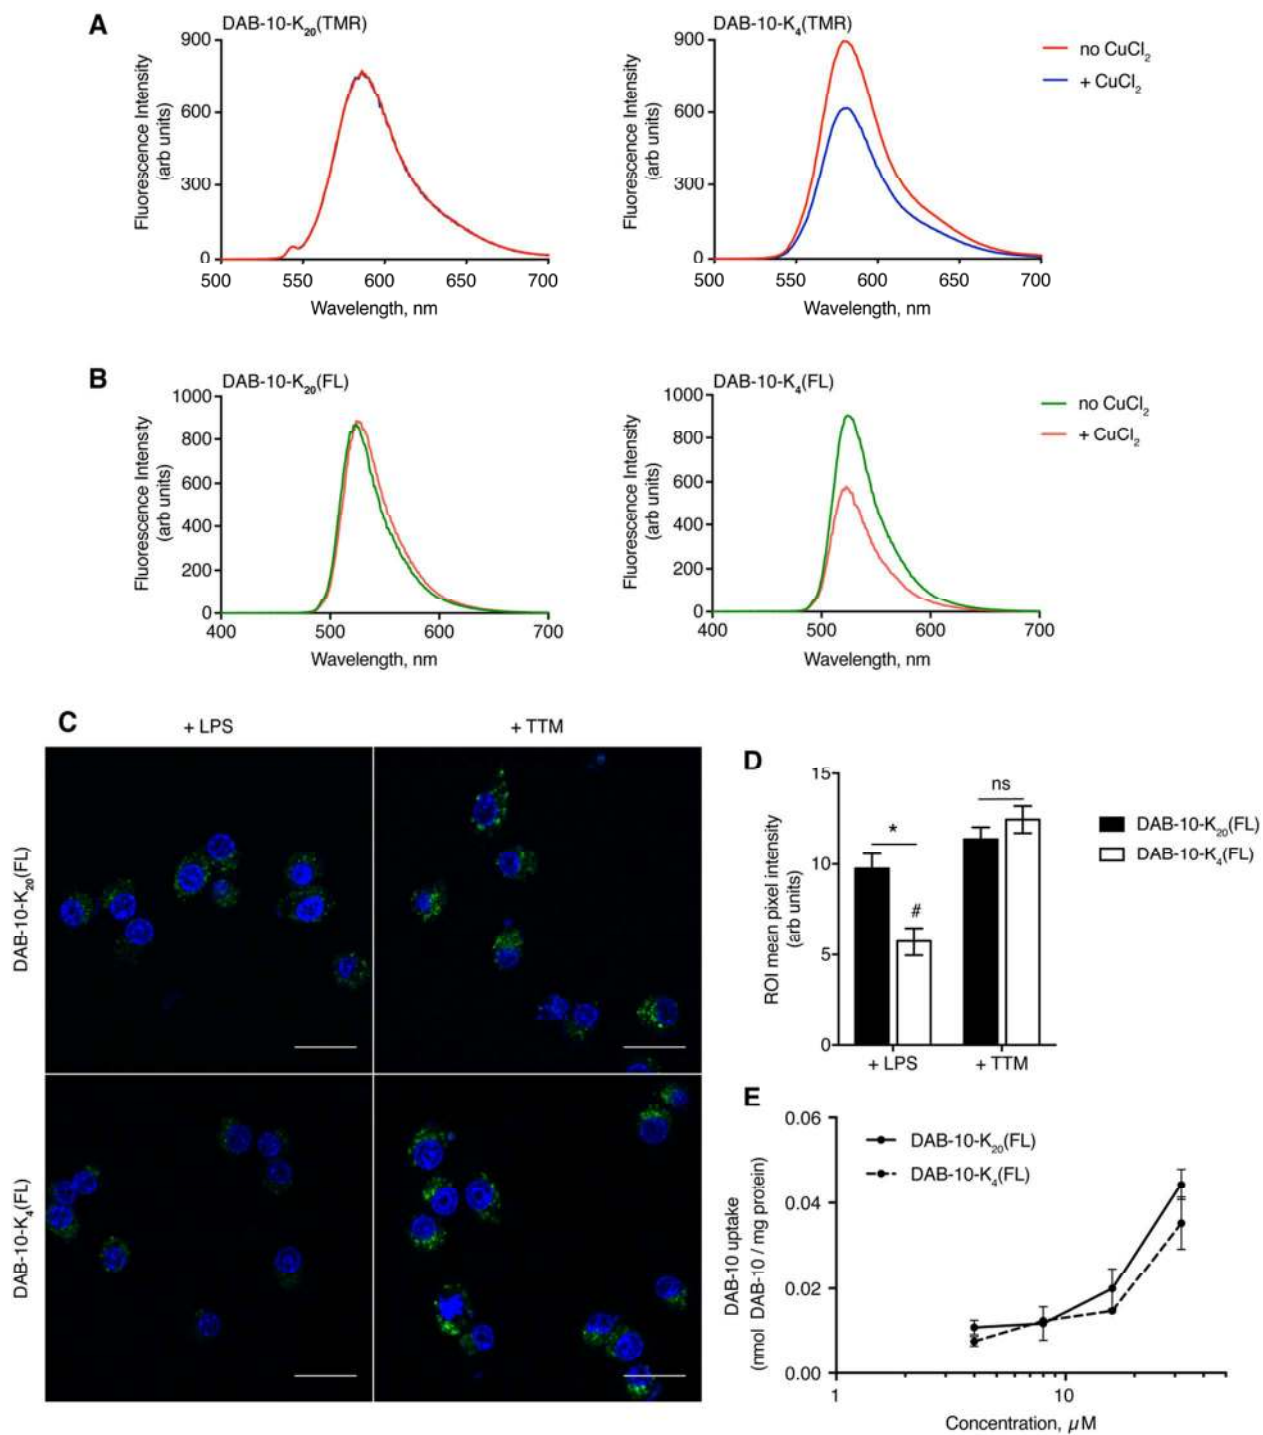 A
DAB-10-K20(TMR)
DAB-10-K4(TMR)
900
600
300
0
500
550
600
650
700
Fluorescence Intensity
(arb units)
Wavelength, nm
900
600
300
0
500
550
600
650
700
Fluorescence Intensity
(arb units)
Wavelength, nm
no CuCl2
+ CuCl2
B
DAB-10-K20(FL)
DAB-10-K4(FL)
1000
800
600
400
200
0
400
500
600
700
Fluorescence Intensity
(arb units)
Wavelength, nm
1000
800
600
400
200
0
400
500
600
700
Fluorescence Intensity
(arb units)
Wavelength, nm
no CuCl2
+ CuCl2
C
+ LPS
+ TTM
DAB-10-K20(FL)
DAB-10-K4(FL)
D
15
10
5
0
ROI mean pixel intensity
(arb units)
*
#
ns
+ LPS
+ TTM
DAB-10-K20(FL)
DAB-10-K4(FL)
E
0.06
0.04
0.02
0.00
DAB-10 uptake
(nmol DAB-10 / mg protein)
DAB-10-K20(FL)
DAB-10-K4(FL)
1
10
Concentration, μM